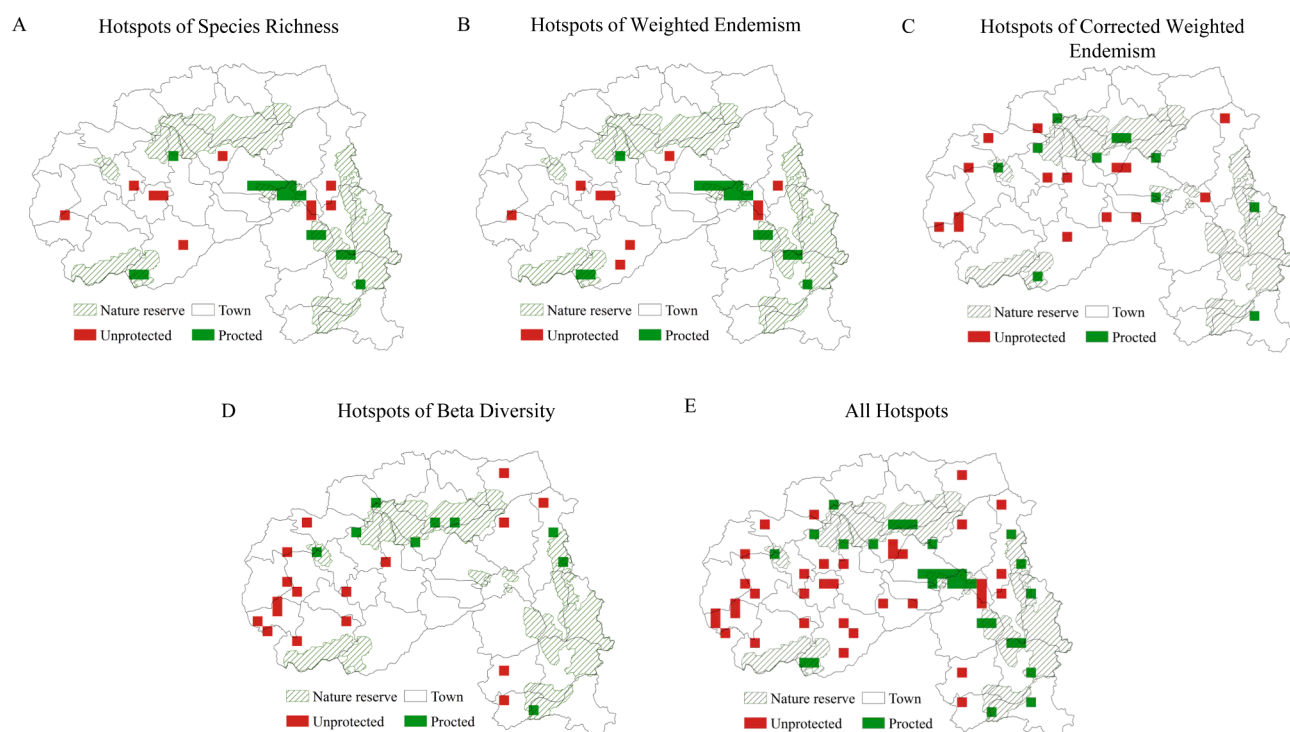 A
Hotspots of Species Richness
B
Hotspots of Weighted Endemism
C
Hotspots of Corrected Weighted
Endemism
Nature reserve
Town
Unprotected
Procted
Nature reserve
Town
Unprotected
Procted
Nature reserve
Town
Unprotected
Procted
D
Hotspots of Beta Diversity
E
All Hotspots
Nature reserve
Town
Unprotected
Procted
Nature reserve
Town
Unprotected
Procted